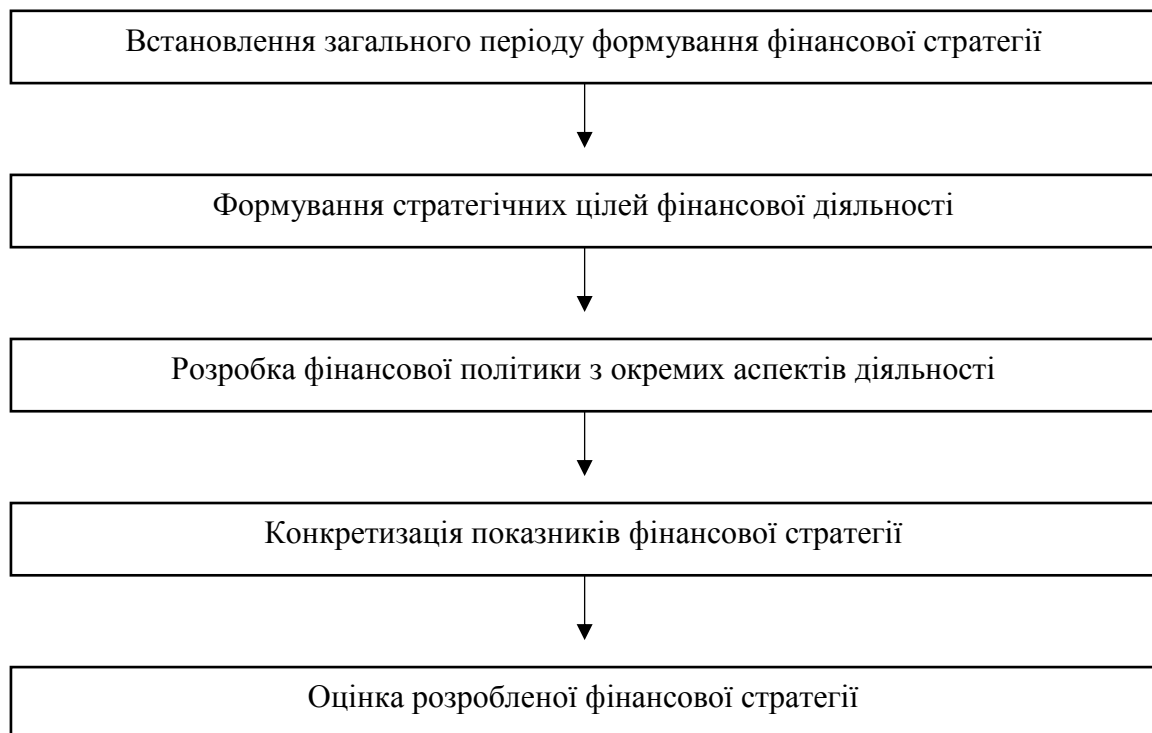 Встановлення загального періоду формування фінансової стратегії
Формування стратегічних цілей фінансової діяльності
Розробка фінансової політики з окремих аспектів діяльності
Конкретизація показників фінансової стратегії
Оцінка розробленої фінансової стратегії